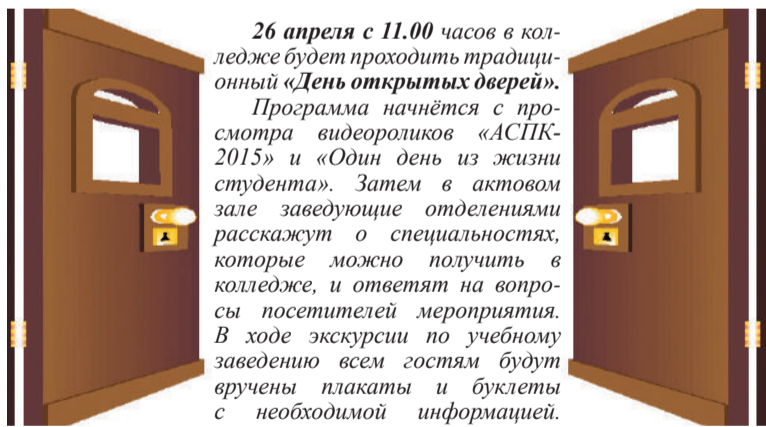 26 апреля с 11.00 часов в кол-
ледже будет проходить традици-
онный «День открытых дверей».
Программа начнётся с про-
смотра видеороликов «АСПК-
2015» и «Один день из жизни
студента». Затем в актовом
зале заведующие отделениями
расскажут о специальностях,
которые можно получить в
колледже, и ответят на вопро-
сы посетителей мероприятия.
В ходе экскурсии по учебному
заведению всем гостям будут
вручены плакаты и буклеты
с необходимой информацией.